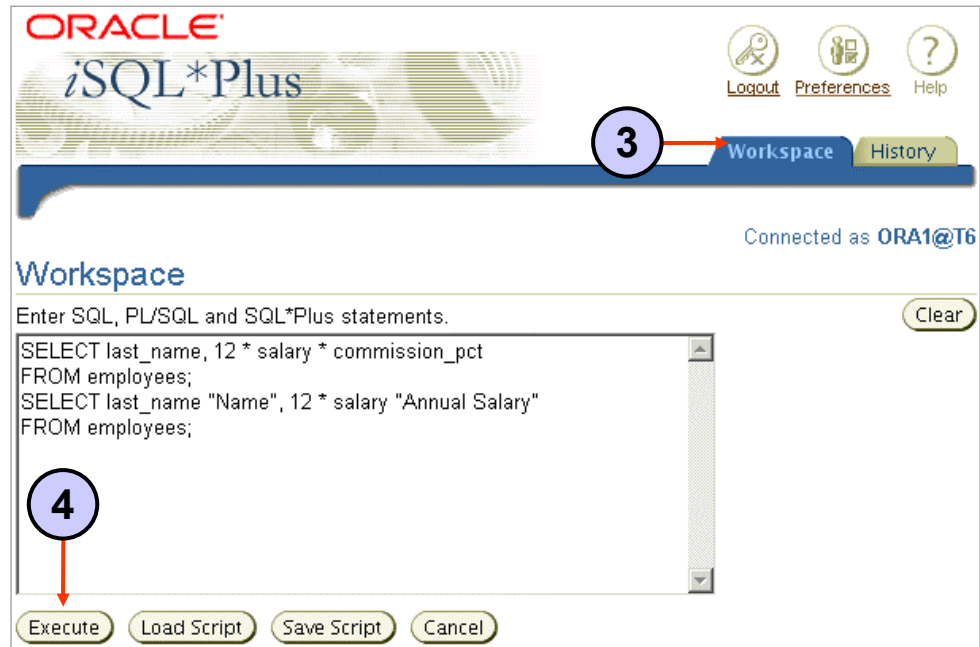 ORACLE
iSQL*Plus
Logout Preferences Help
3
Workspace History
Connected as ORA1@T6
Workspace
Enter SQL, PL/SQL and SQL*Plus statements.
Clear
SELECT last_name, 12 * salary * commission_pct
FROM employees;
SELECT last_name "Name", 12 * salary "Annual Salary"
FROM employees;
4
Execute Load Script Save Script Cancel